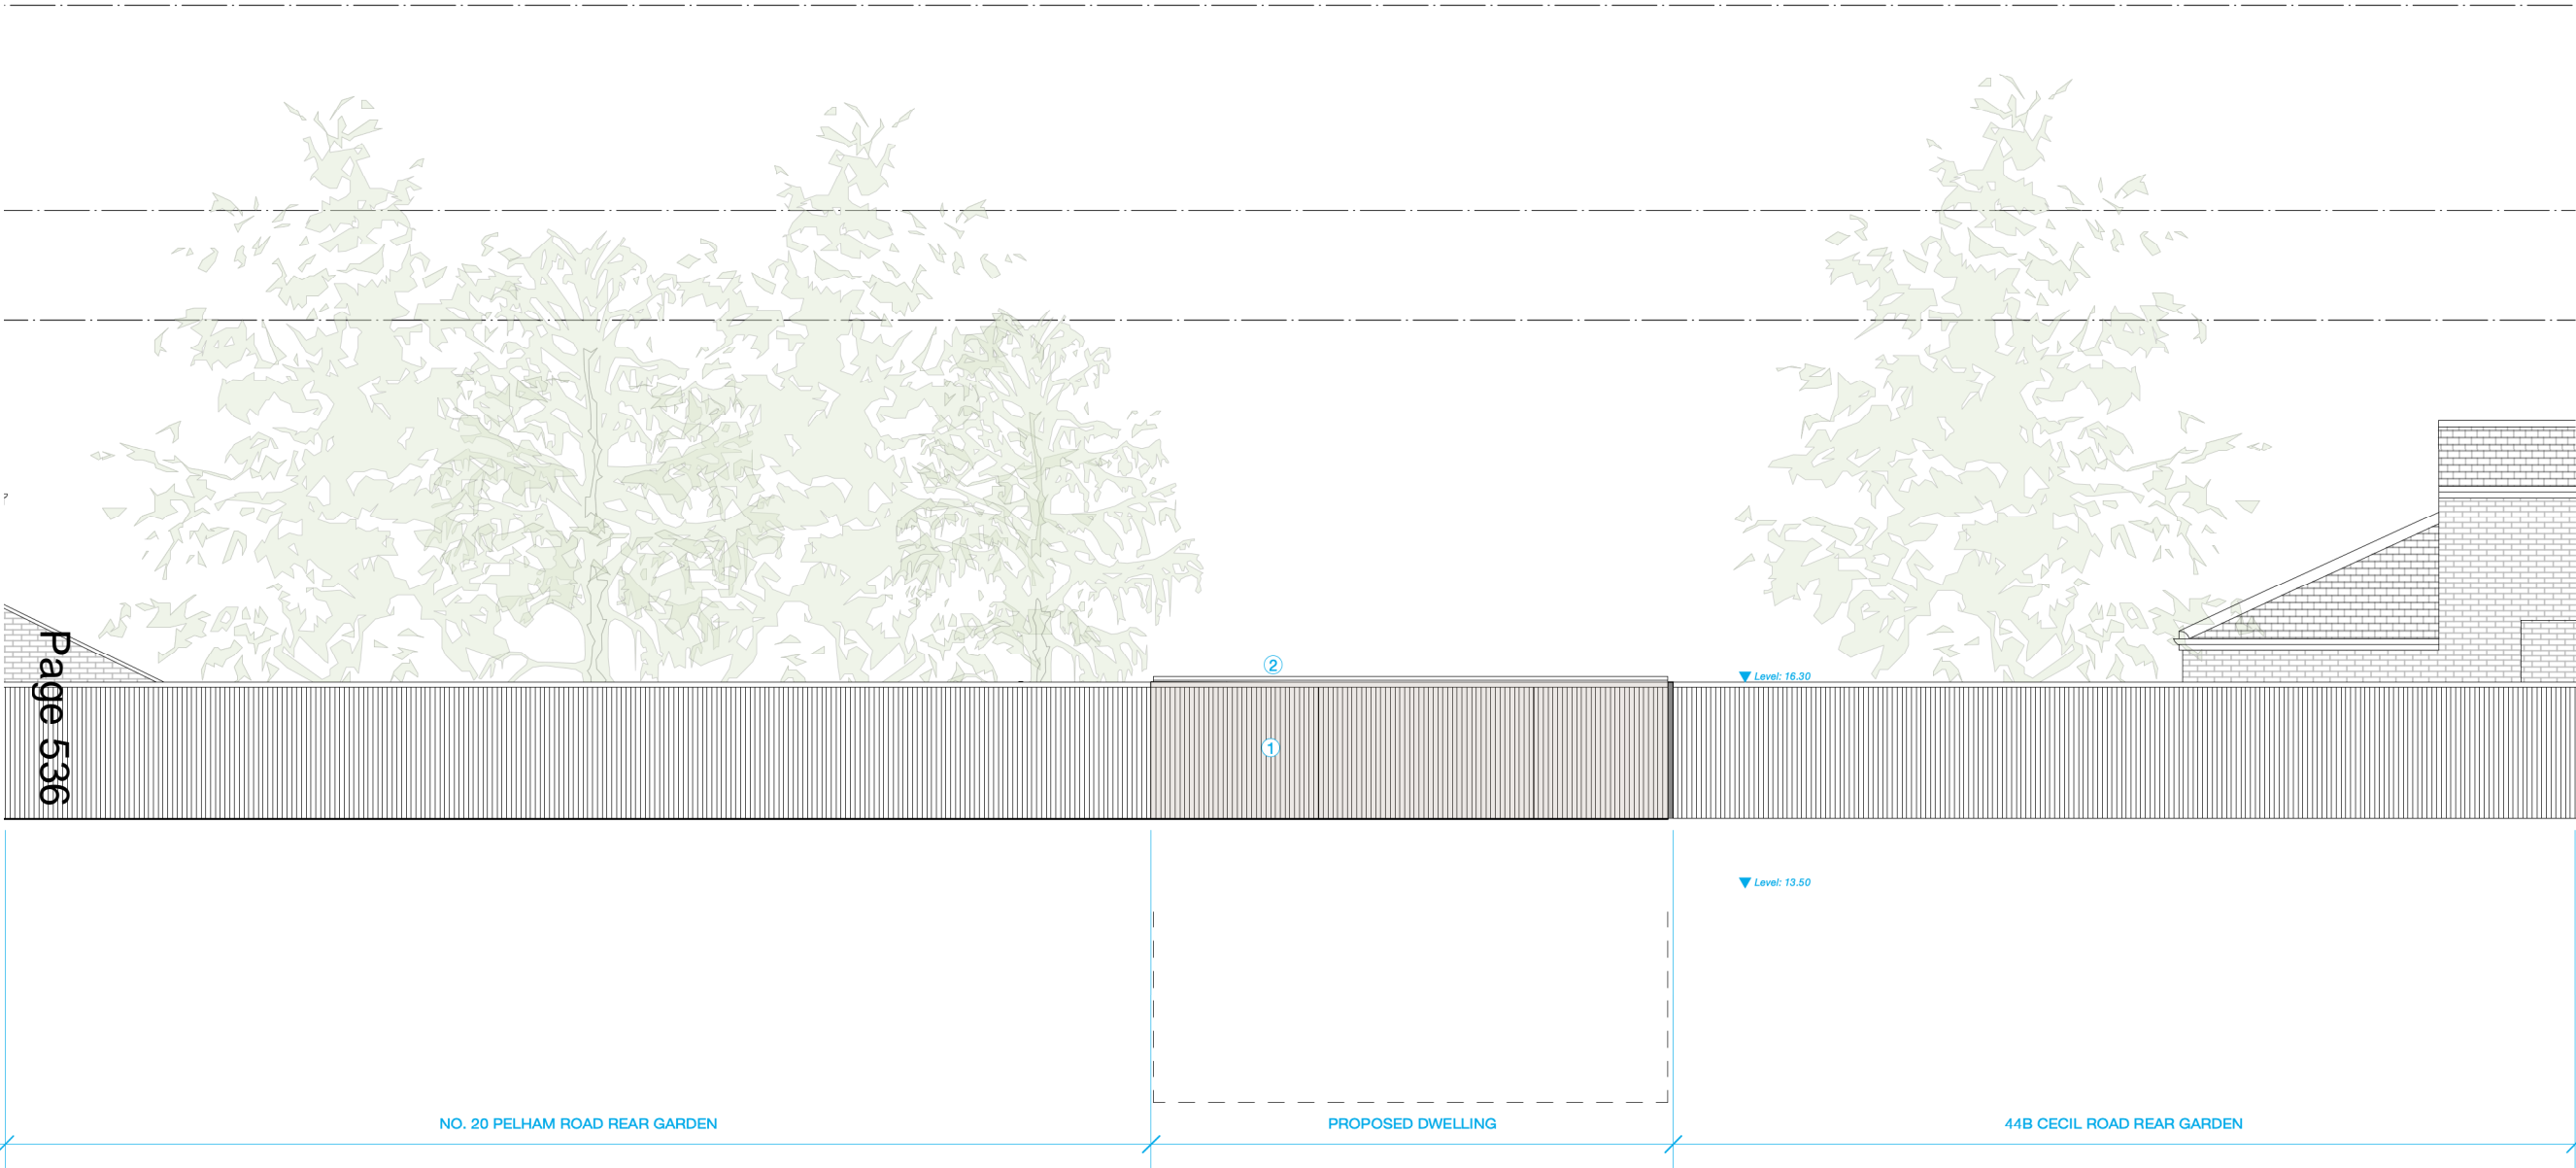 Page 536
②
Level: 16.30
①
Level: 13.50
NO. 20 PELHAM ROAD REAR GARDEN
PROPOSED DWELLING
44B CECIL ROAD REAR GARDEN